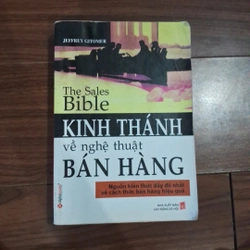 JEFFREY GITOMER
The Sales
Bible
KINH THÁNH
về nghệ thuật
BÁN HÀNG
Nguồn kiến thức đầy đủ nhất
về cách thức bán hàng hiệu quả